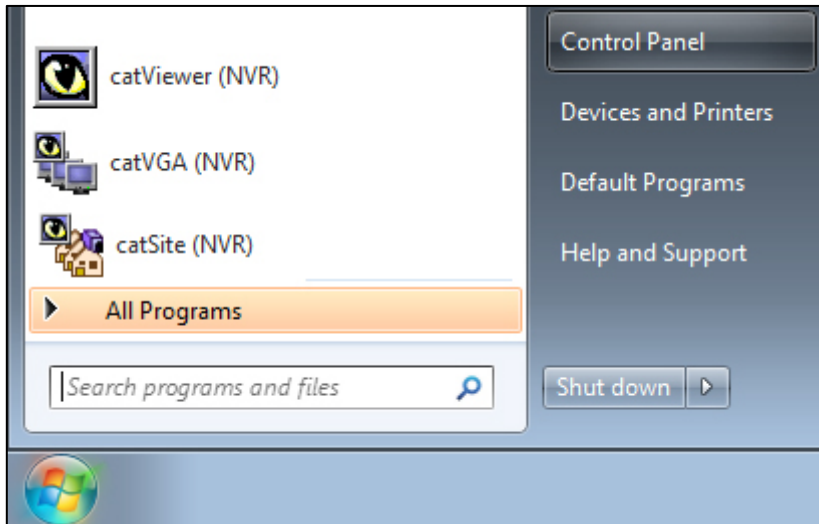 catViewer (NVR)
catVGA (NVR)
catSite (NVR)
All Programs
Search programs and files
Control Panel
Devices and Printers
Default Programs
Help and Support
Shut down